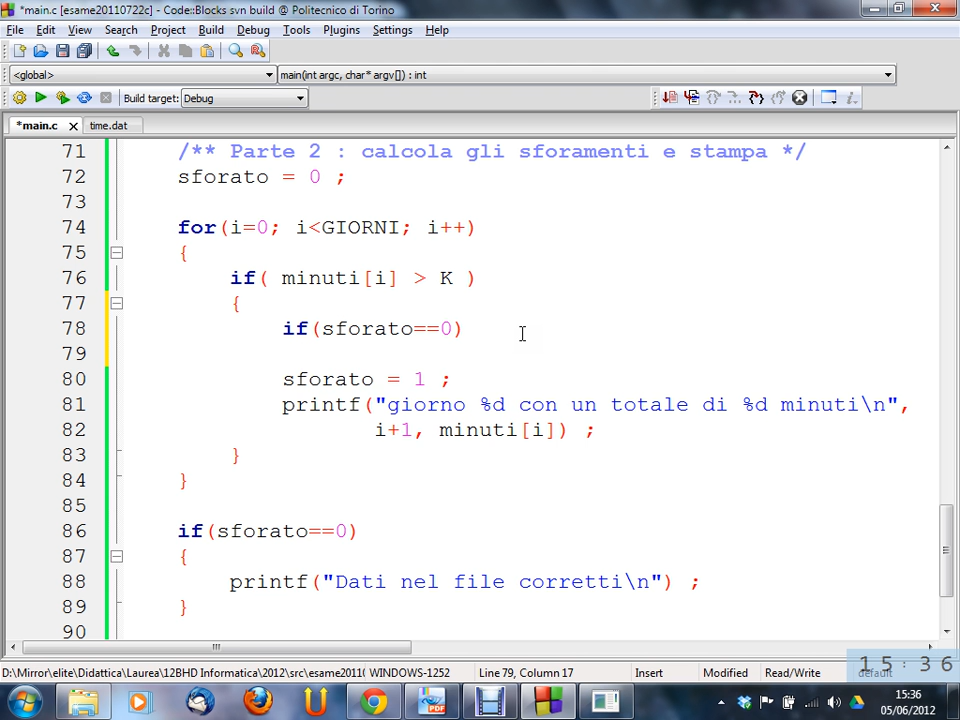 *main.c [esame20110722c] - Code::Blocks svn build @ Politecnico di Torino
File Edit View Search Project Build Debug Tools Plugins Settings Help
<global> main(int argc, char* argv[]) : int
Build target: Debug
*main.c time.dat
71 /** Parte 2 : calcola gli sforamenti e stampa */
72 sforato = 0 ;
73
74 for(i=0; i<GIORNI; i++)
75 {
76 if( minuti[i] > K )
77 {
78 if(sforato==0)
79
80 sforato = 1 ;
81 printf("giorno %d con un totale di %d minuti\n",
82 i+1, minuti[i]) ;
83 }
84 }
85
86 if(sforato==0)
87 {
88 printf("Dati nel file corretti\n") ;
89 }
90
D:\Mirror\elite\Didattica\Laurea\12BHD Informatica\2012\src\esame2011( WINDOWS-1252 Line 79, Column 17 Insert Modified Read/Write default
15:36
15:36
05/06/2012